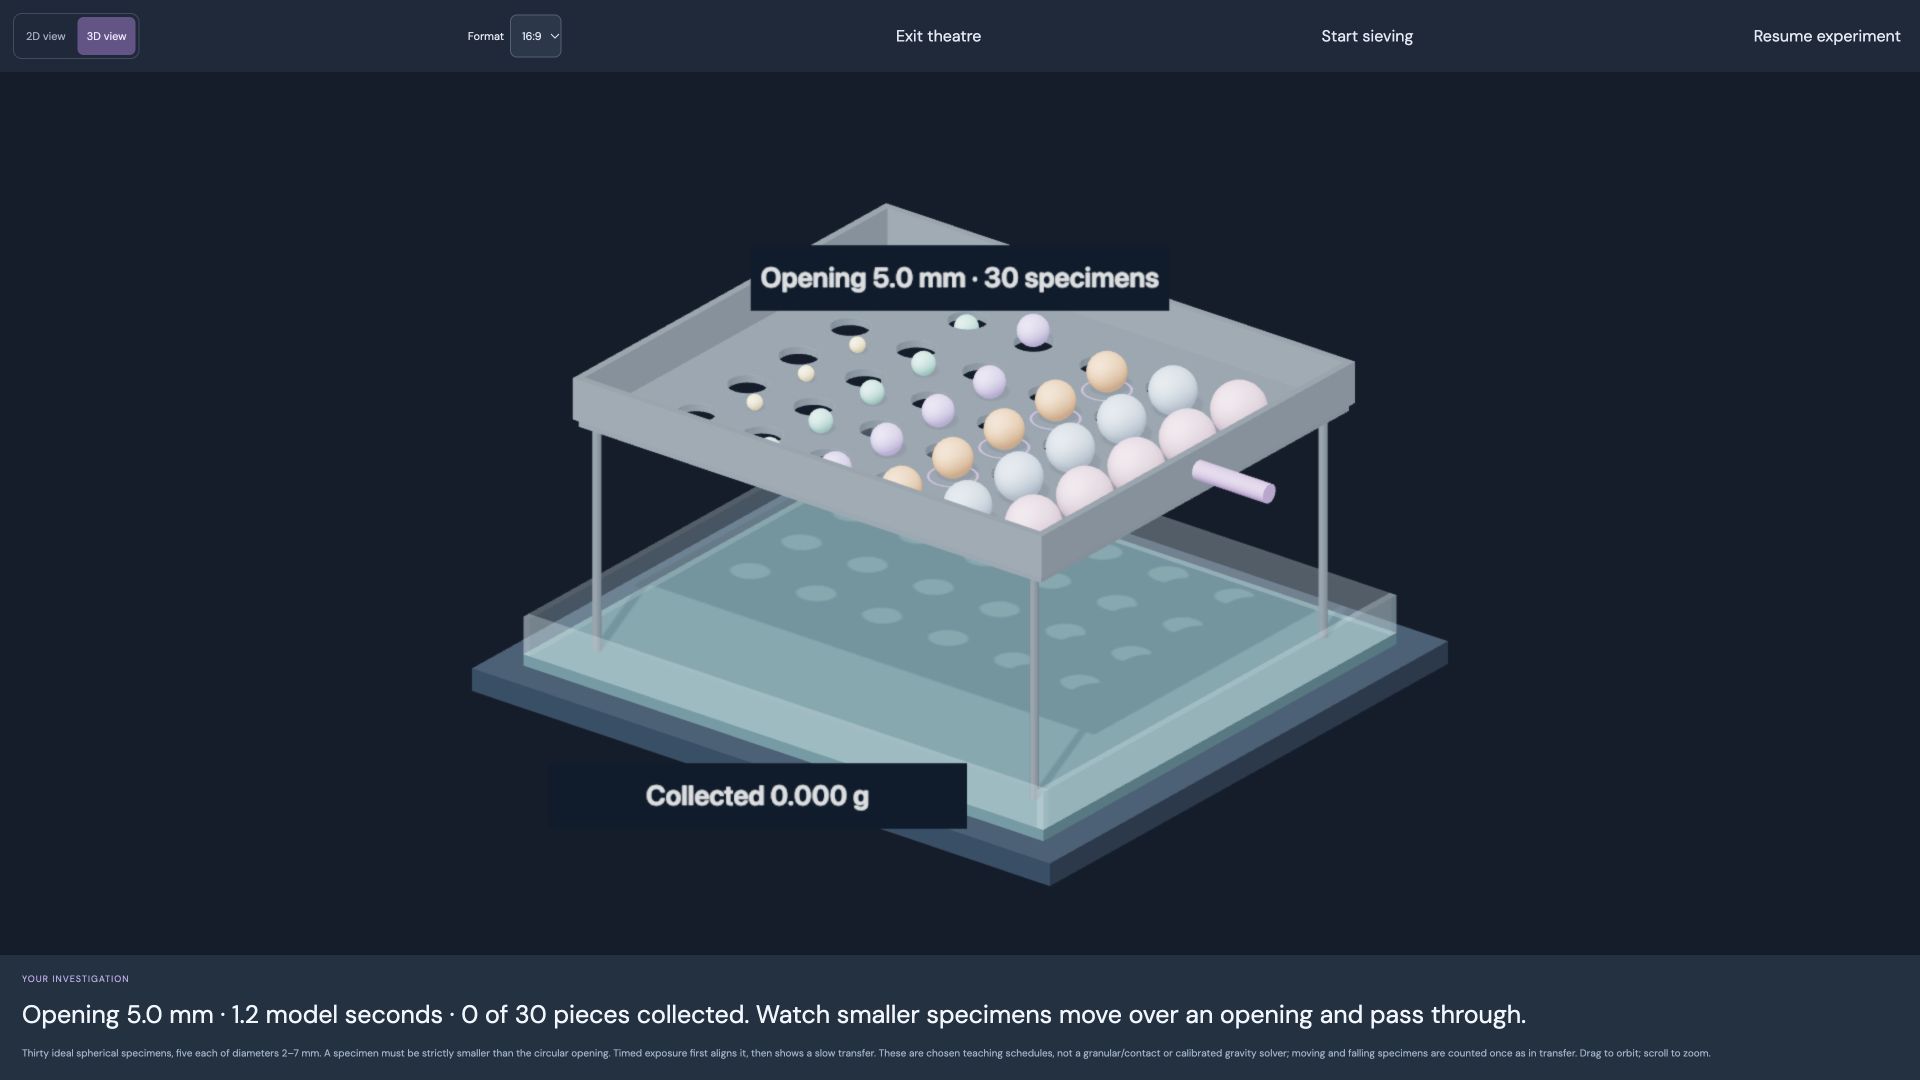 2D view
3D view
Format
16:9
Exit theatre
Start sieving
Resume experiment
Opening 5.0 mm · 30 specimens
Collected 0.000 g
YOUR INVESTIGATION
Opening 5.0 mm · 1.2 model seconds · 0 of 30 pieces collected. Watch smaller specimens move over an opening and pass through.
Thirty ideal spherical specimens, five each of diameters 2–7 mm. A specimen must be strictly smaller than the circular opening. Timed exposure first aligns it, then shows a slow transfer. These are chosen teaching schedules, not a granular/contact or calibrated gravity solver; moving and falling specimens are counted once as in transfer. Drag to orbit; scroll to zoom.